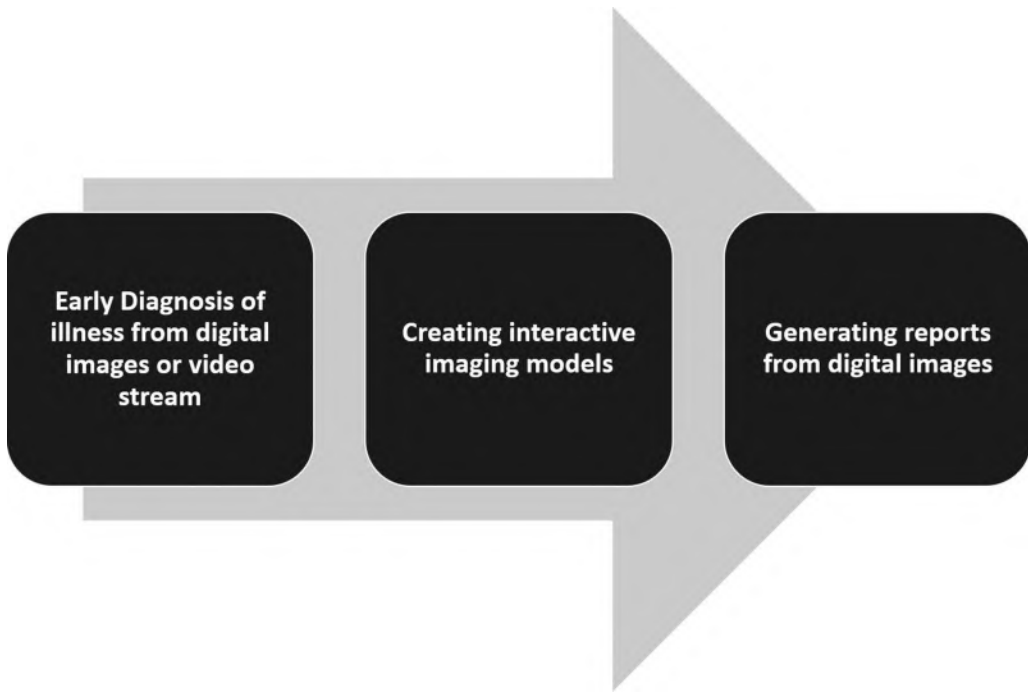 Early Diagnosis of
illness from digital
images or video
stream
Creating interactive
imaging models
Generating reports
from digital images